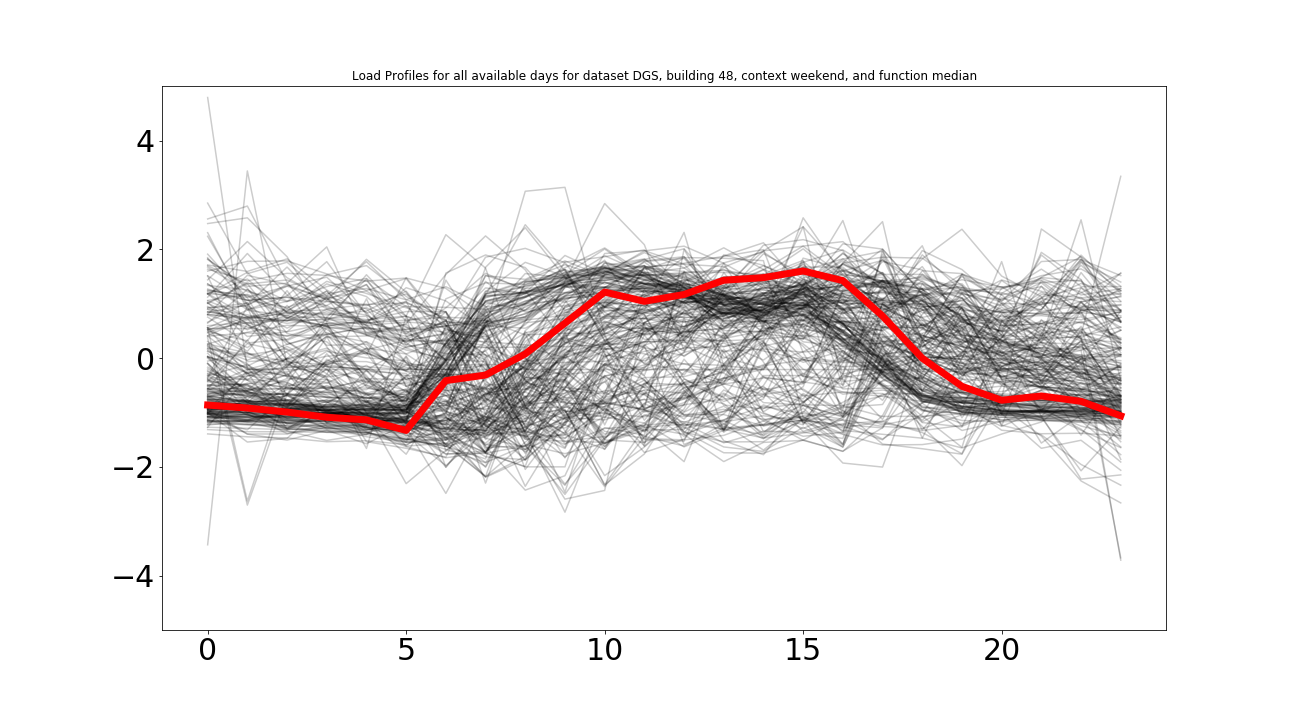 Load Profiles for all available days for dataset DGS, building 48, context weekend, and function median
4
2
0
−2
−4
0 5 10 15 20